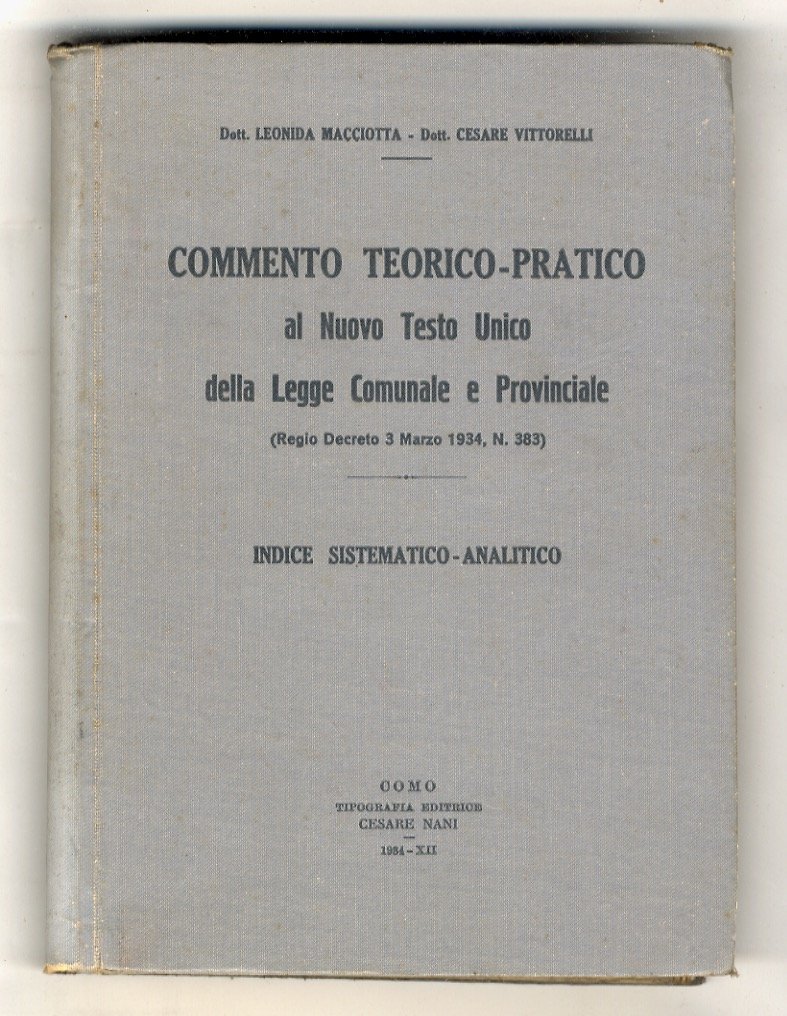 Dott. LEONIDA MACCIOTTA - Dott. CESARE VITTORELLI
COMMENTO TEORICO-PRATICO
al Nuovo Testo Unico
della Legge Comunale e Provinciale
(Regio Decreto 3 Marzo 1934, N. 383)
INDICE SISTEMATICO-ANALITICO
COMO
TIPOGRAFIA EDITRICE
CESARE NANI
1934-XII